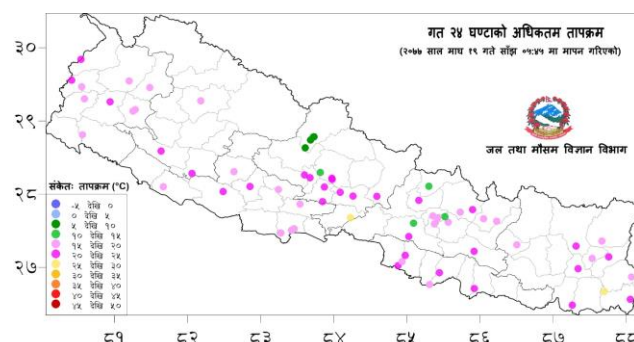 गत २४ घण्टाको अधिकतम तापक्रम
(२०७७ साल माघ १९ गते साँझ ०५:४५ मा मापन गरिएको)
३०
जल तथा मौसम विज्ञान विभाग
२९
संकेतः तापक्रम (°C)
-५ देखि ०
० देखि ५
५ देखि १०
१० देखि १५
१५ देखि २०
२० देखि २५
२५ देखि ३०
३० देखि ३५
३५ देखि ४०
४० देखि ४५
४५ देखि ५०
२८
२७
८१ ८२ ८३ ८४ ८५ ८६ ८७ ८८